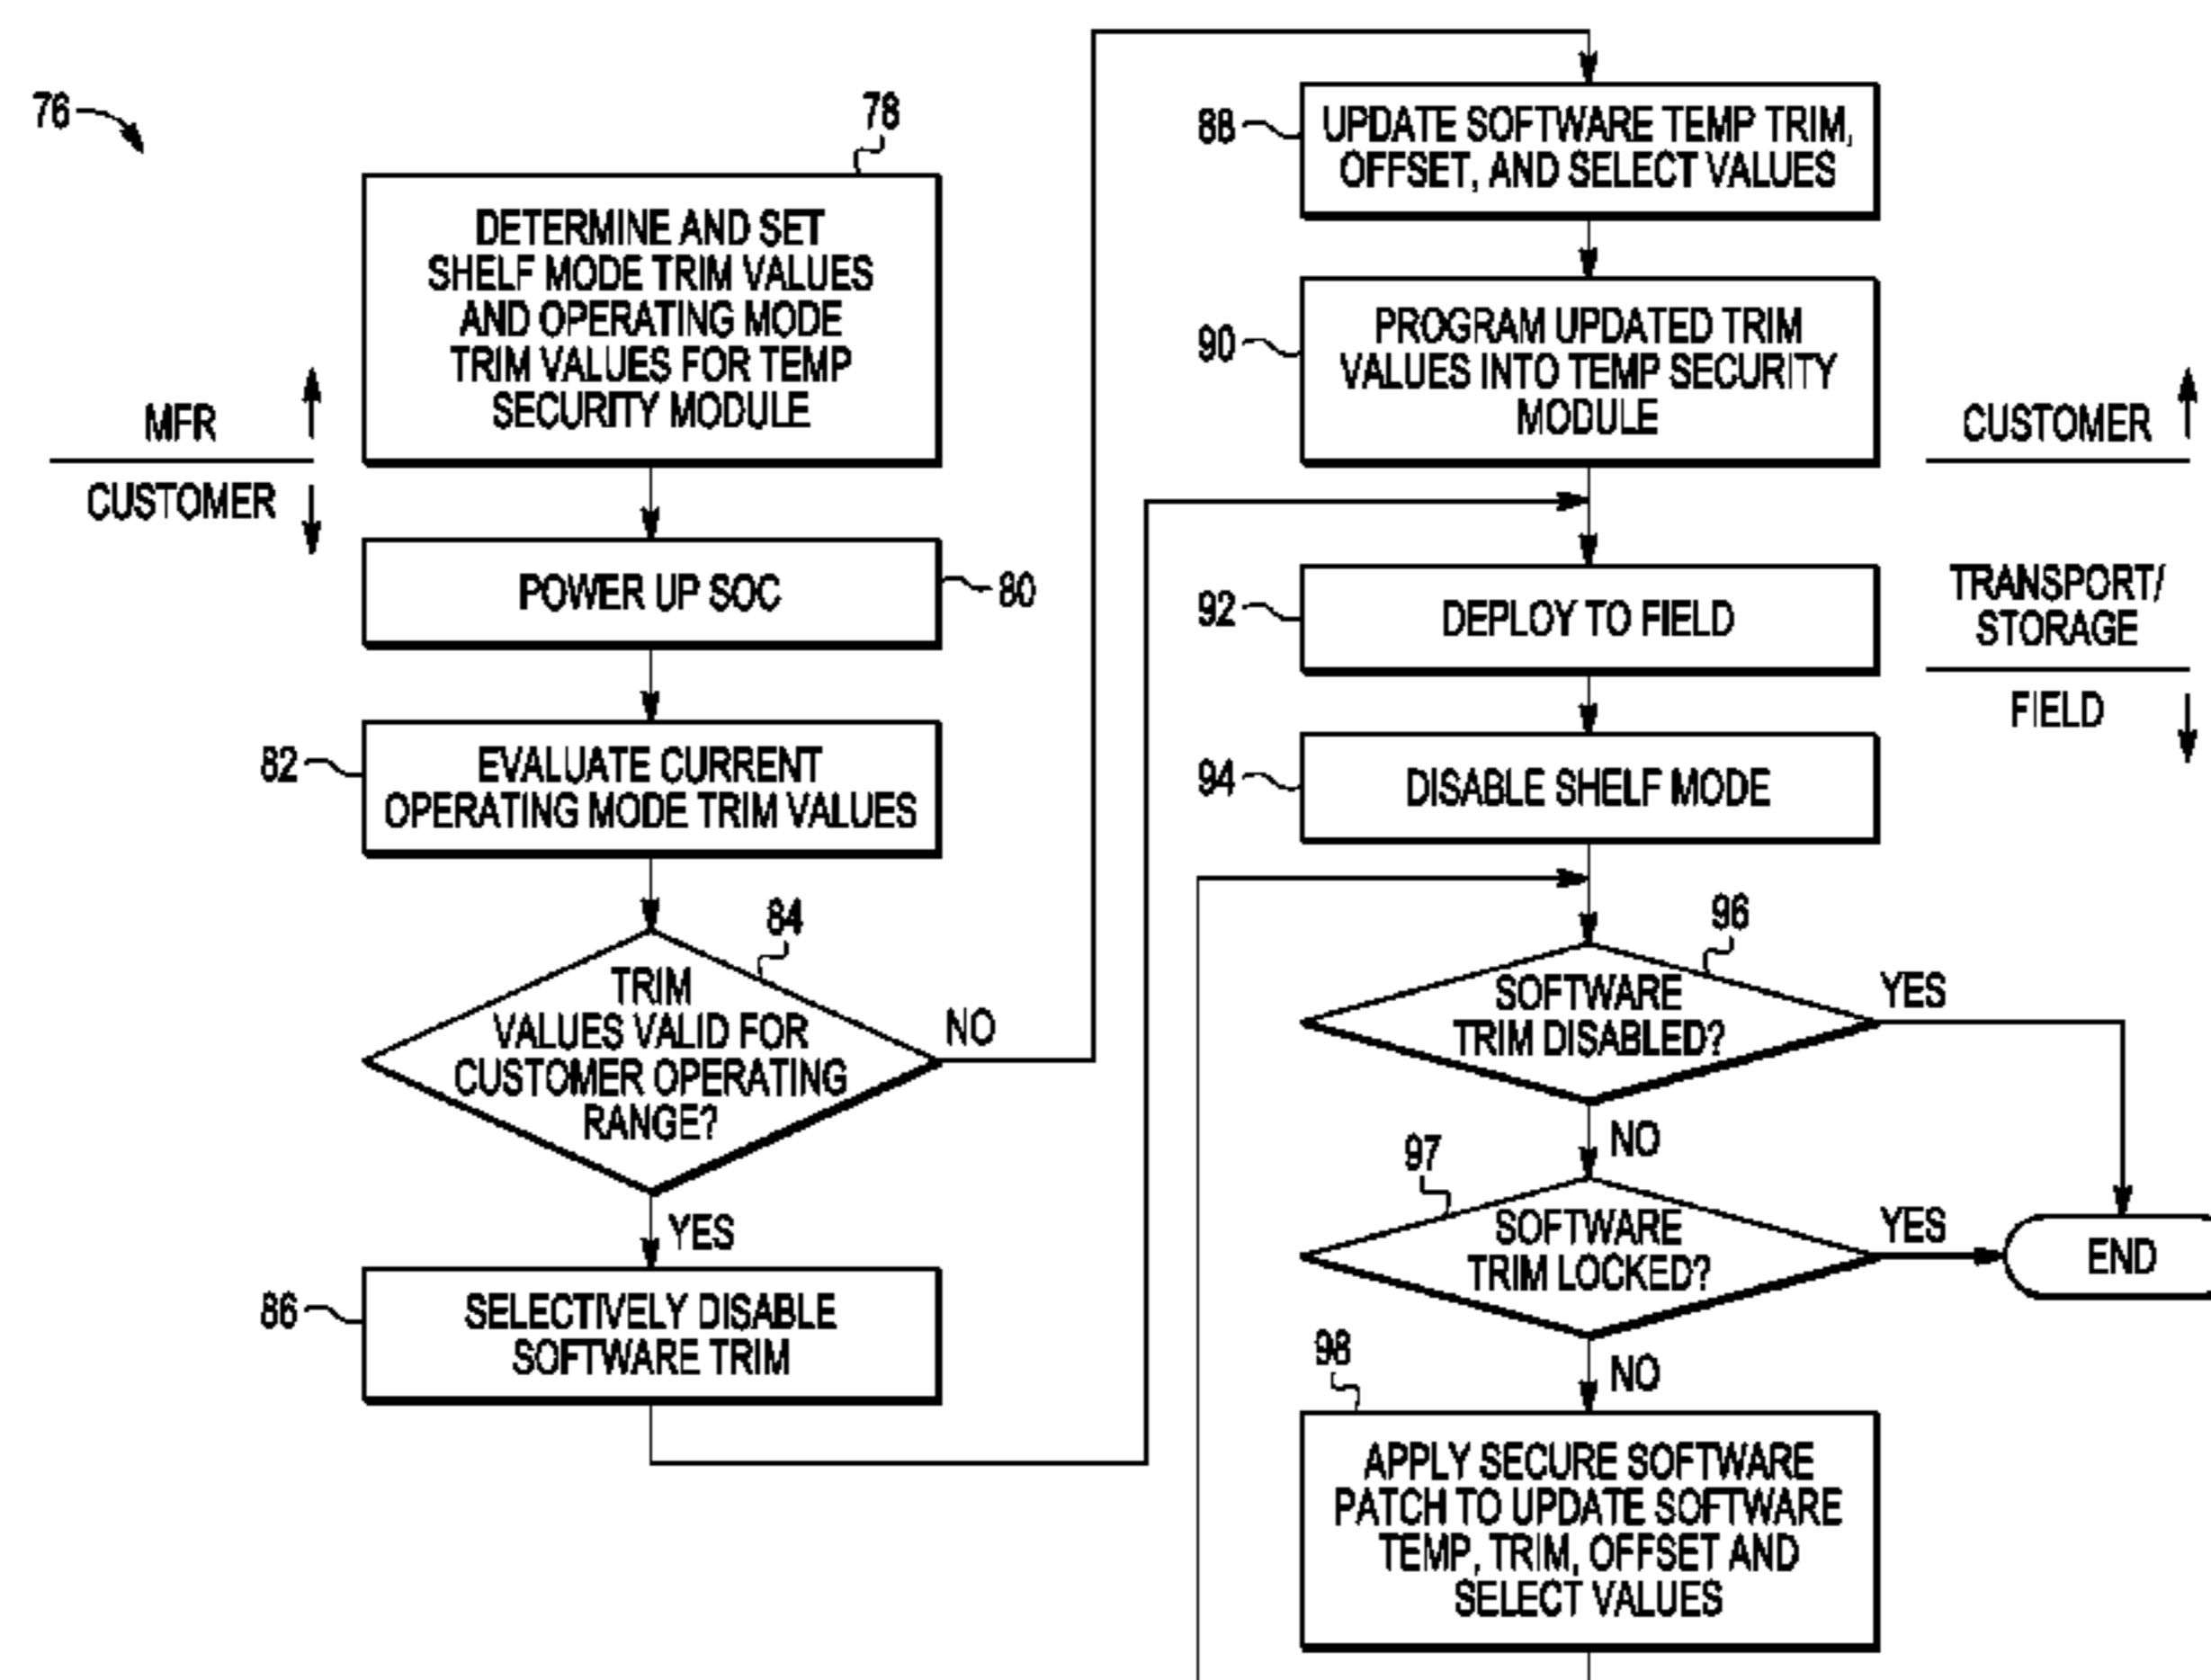 76
78
DETERMINE AND SET
SHELF MODE TRIM VALUES
AND OPERATING MODE
TRIM VALUES FOR TEMP
SECURITY MODULE
MFR
CUSTOMER
POWER UP SOC
80
82
EVALUATE CURRENT
OPERATING MODE TRIM VALUES
84
TRIM
VALUES VALID FOR
CUSTOMER OPERATING
RANGE?
NO
YES
86
SELECTIVELY DISABLE
SOFTWARE TRIM
88
UPDATE SOFTWARE TEMP TRIM,
OFFSET, AND SELECT VALUES
90
PROGRAM UPDATED TRIM
VALUES INTO TEMP SECURITY
MODULE
CUSTOMER
92
DEPLOY TO FIELD
TRANSPORT/
STORAGE
FIELD
94
DISABLE SHELF MODE
96
SOFTWARE
TRIM DISABLED?
YES
NO
97
SOFTWARE
TRIM LOCKED?
YES
END
NO
98
APPLY SECURE SOFTWARE
PATCH TO UPDATE SOFTWARE
TEMP, TRIM, OFFSET AND
SELECT VALUES